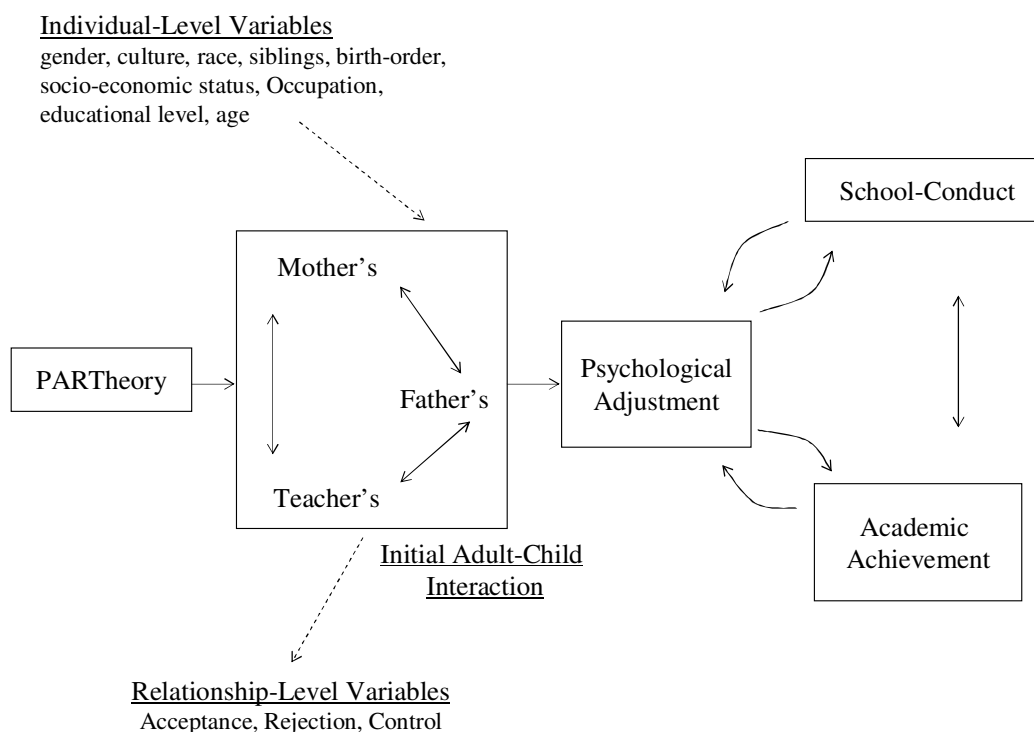 Individual-Level Variables
gender, culture, race, siblings, birth-order,
socio-economic status, Occupation,
educational level, age
School-Conduct
Mother’s
PARTheory
Father’s
Psychological
Adjustment
Teacher’s
Initial Adult-Child
Interaction
Academic
Achievement
Relationship-Level Variables
Acceptance, Rejection, Control